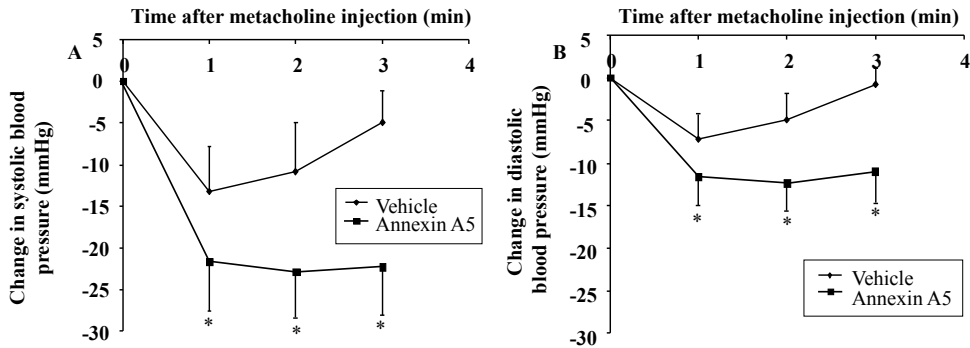 Time after metacholine injection (min)
A
5
0
-5
-10
-15
-20
-25
-30
0 1 2 3 4
Change in systolic blood
pressure (mmHg)
Vehicle
Annexin A5
* * *
Time after metacholine injection (min)
B
5
0
-5
-10
-15
-20
-25
-30
0 1 2 3 4
Change in diastolic
blood pressure (mmHg)
* * *
Vehicle
Annexin A5